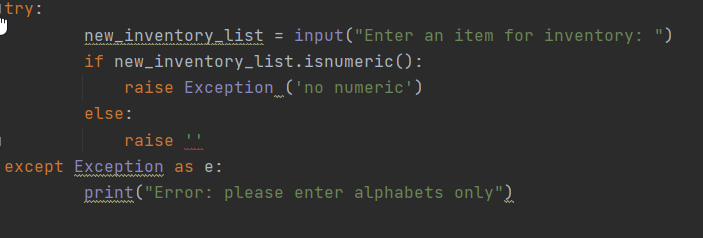 try:
        new_inventory_list = input("Enter an item for inventory: ")
        if new_inventory_list.isnumeric():
            raise Exception ('no numeric')
        else:
            raise ''
except Exception as e:
        print("Error: please enter alphabets only")